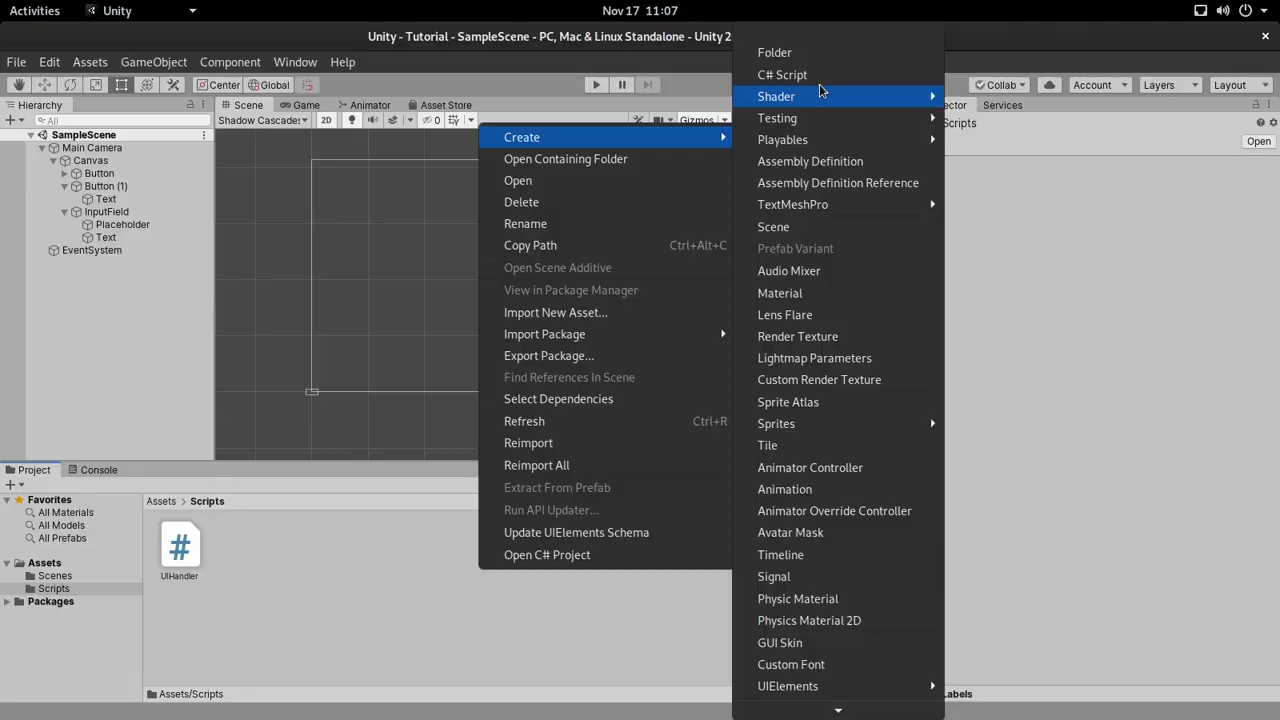 Activities
Unity
Nov 17 11:07
Unity - Tutorial - SampleScene - PC, Mac & Linux Standalone - Unity 2
File Edit Assets GameObject Component Window Help
Center Global
Collab Account Layers Layout
Hierarchy
All
SampleScene
Main Camera
Canvas
Button
Button (1)
Text
InputField
Placeholder
Text
EventSystem
Scene Game Animator Asset Store
Shadow Cascades 2D 0 Gizmos
Create
Open Containing Folder
Open
Delete
Rename
Copy Path Ctrl+Alt+C
Open Scene Additive
View in Package Manager
Import New Asset...
Import Package
Export Package...
Find References In Scene
Select Dependencies
Refresh Ctrl+R
Reimport
Reimport All
Extract From Prefab
Run API Updater...
Update UIElements Schema
Open C# Project
Folder
C# Script
Shader
Testing
Playables
Assembly Definition
Assembly Definition Reference
TextMeshPro
Scene
Prefab Variant
Audio Mixer
Material
Lens Flare
Render Texture
Lightmap Parameters
Custom Render Texture
Sprite Atlas
Sprites
Tile
Animator Controller
Animation
Animator Override Controller
Avatar Mask
Timeline
Signal
Physic Material
Physics Material 2D
GUI Skin
Custom Font
UIElements
ctor Services
Scripts
Open
Project Console
Favorites
All Materials
All Models
All Prefabs
Assets
Scenes
Scripts
Packages
Assets > Scripts
#
UIHandler
Assets/Scripts
Labels